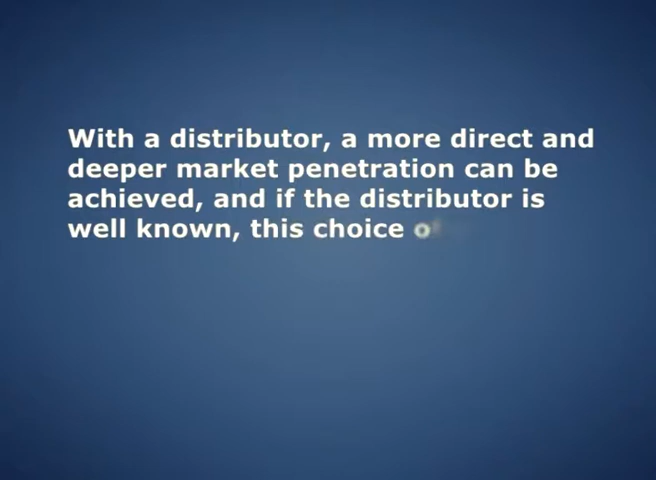 With a distributor, a more direct and
deeper market penetration can be
achieved, and if the distributor is
well known, this choice